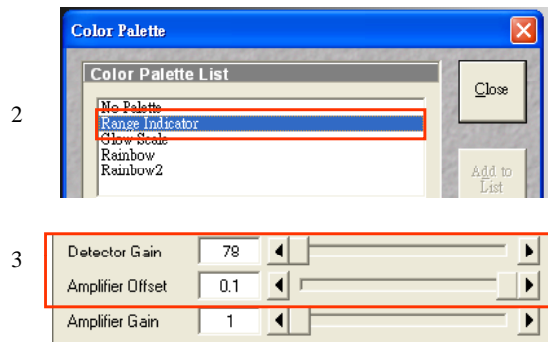 Color Palette
Color Palette List
Close
2
No Palette
Range Indicator
Glow Scale
Rainbow
Rainbow2
Add to
List
3
Detector Gain 78
Amplifier Offset 0.1
Amplifier Gain 1